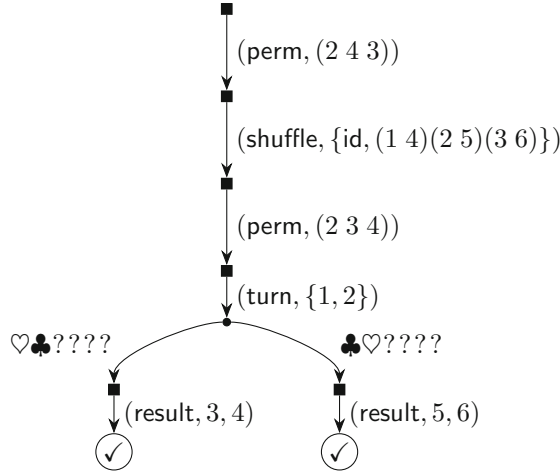 (perm, (2 4 3))
(shuffle, {id, (1 4)(2 5)(3 6)})
(perm, (2 3 4))
(turn, {1, 2})
♡♣???? ♣♡????
(result, 3, 4) (result, 5, 6)
✓ ✓